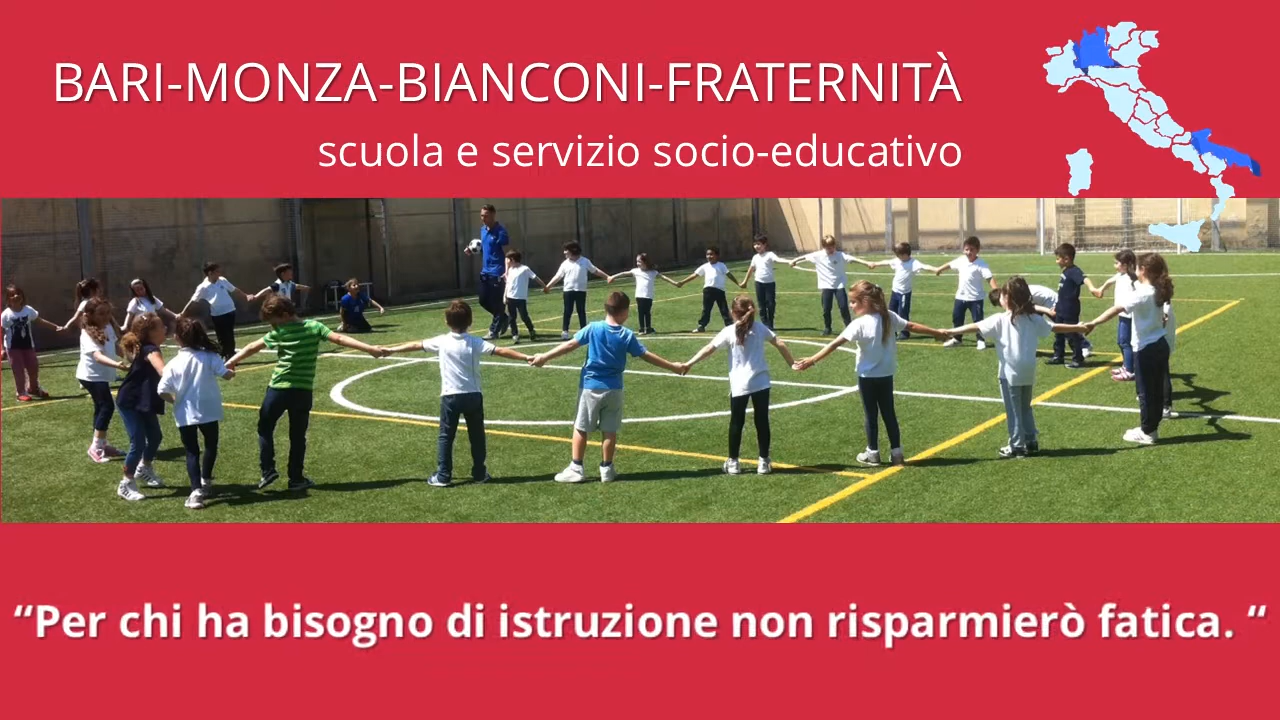 BARI-MONZA-BIANCONI-FRATERNITÀ
scuola e servizio socio-educativo
“Per chi ha bisogno di istruzione non risparmierò fatica. “